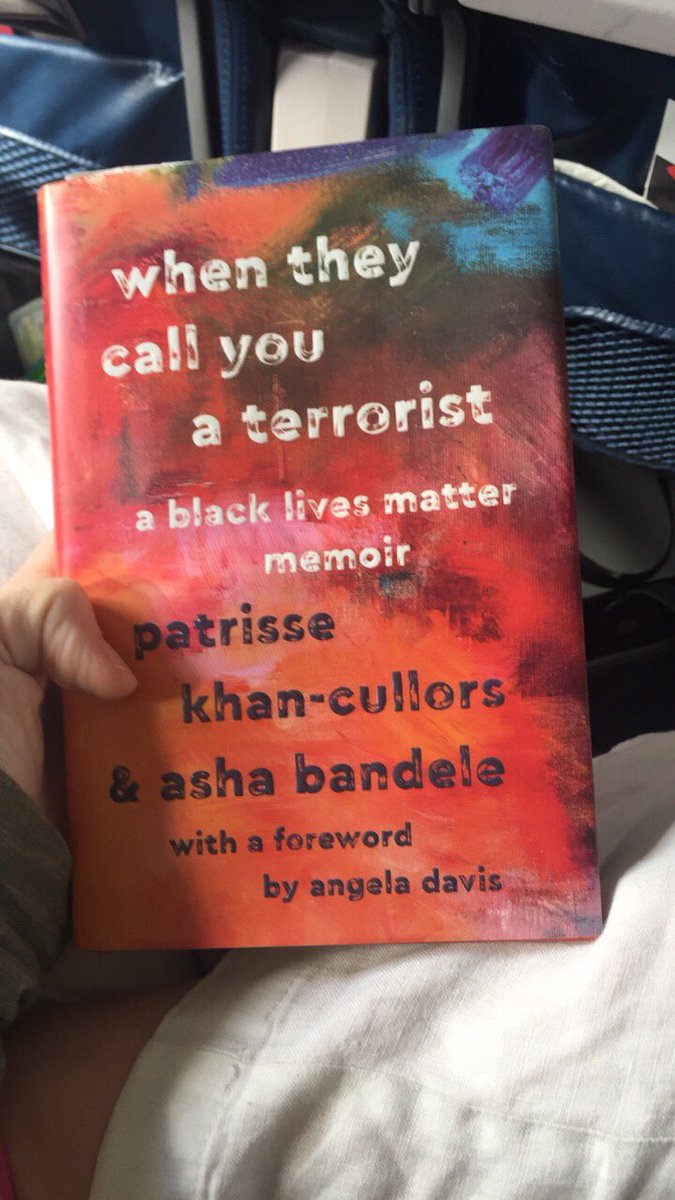 when they
call you
a terrorist
a black lives matter
memoir
patrisse
khan-cullors
& asha bandele
with a foreword
by angela davis